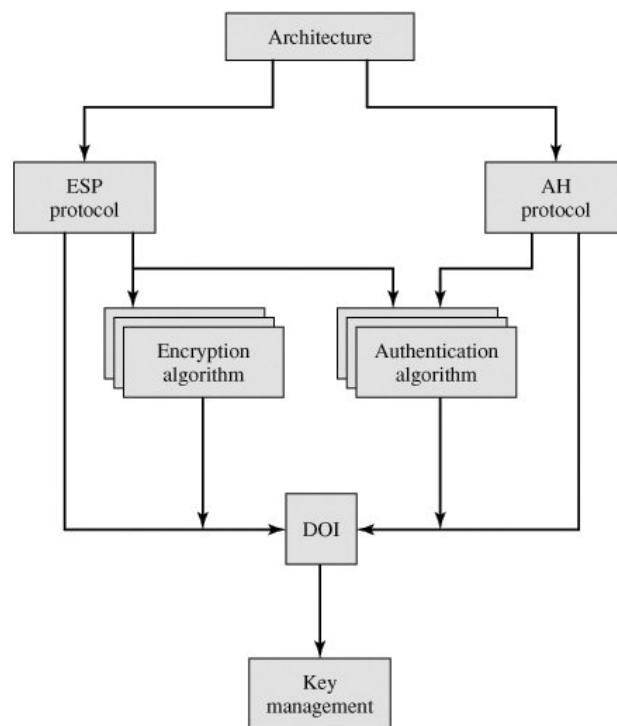 Architecture
ESP
protocol
AH
protocol
Encryption
algorithm
Authentication
algorithm
DOI
Key
management